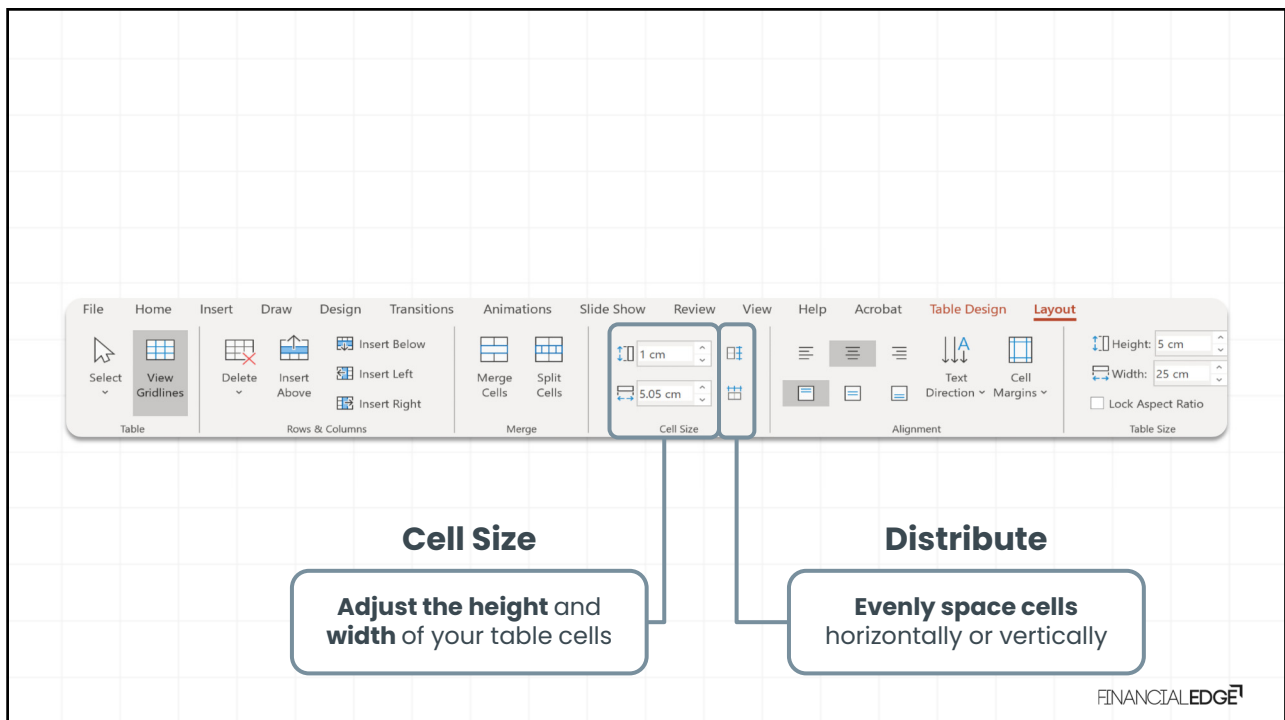 File Home Insert Draw Design Transitions Animations Slide Show Review View Help Acrobat Table Design Layout
Select
View
Gridlines
Table
Delete
Insert
Above
Insert Below
Insert Left
Insert Right
Rows & Columns
Merge
Cells
Split
Cells
Merge
1 cm
5.05 cm
Cell Size
Text
Direction
Cell
Margins
Alignment
Height: 5 cm
Width: 25 cm
Lock Aspect Ratio
Table Size
Cell Size
Adjust the height and
width of your table cells
Distribute
Evenly space cells
horizontally or vertically
FINANCIALEDGE